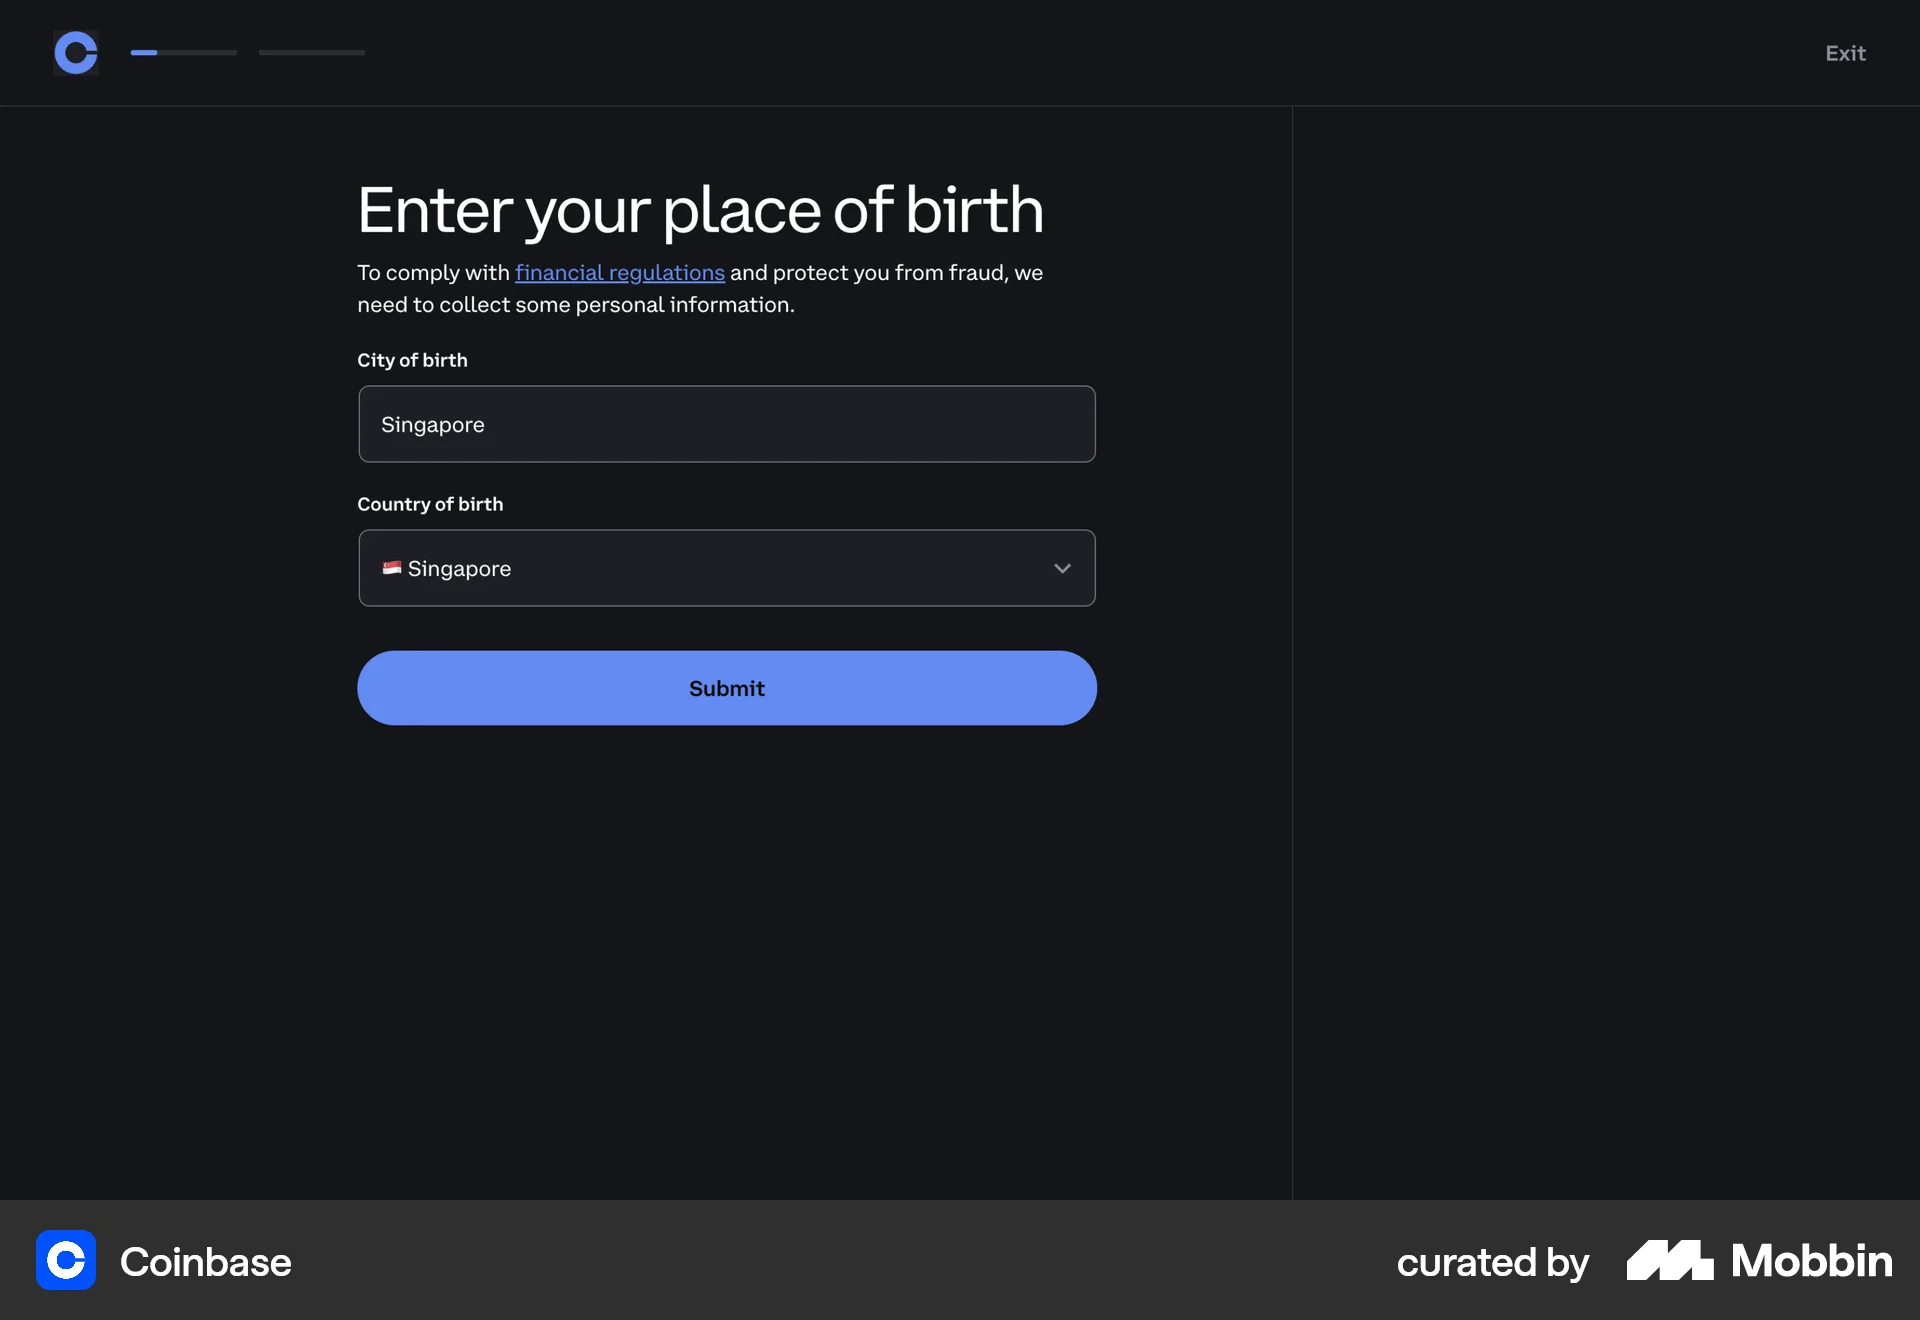 Exit
Enter your place of birth
To comply with financial regulations and protect you from fraud, we
need to collect some personal information.
City of birth
Singapore
Country of birth
Singapore
Submit
Coinbase
curated by Mobbin